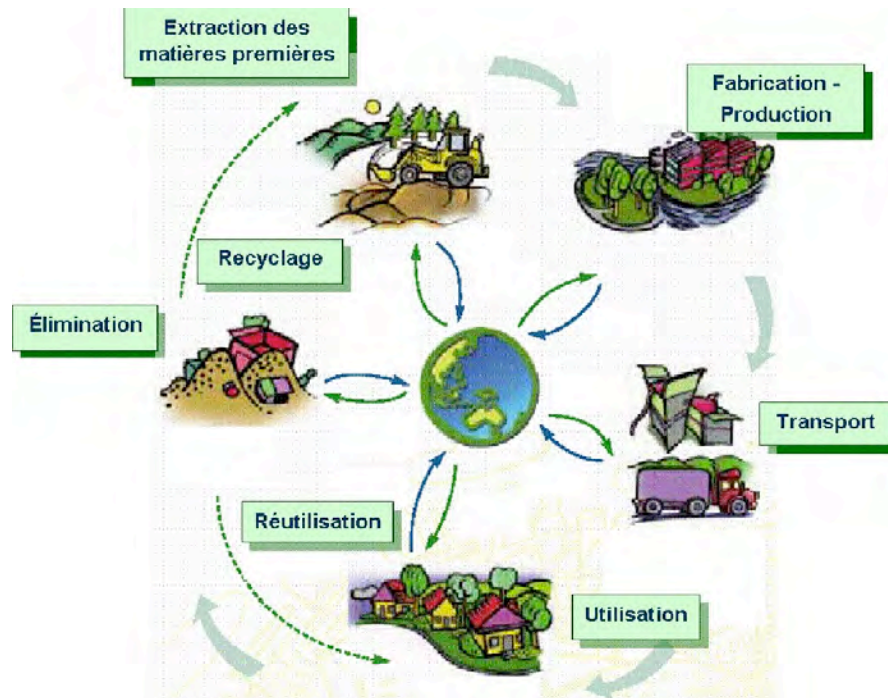 Extraction des
matières premières
Fabrication -
Production
Recyclage
Élimination
Transport
Réutilisation
Utilisation